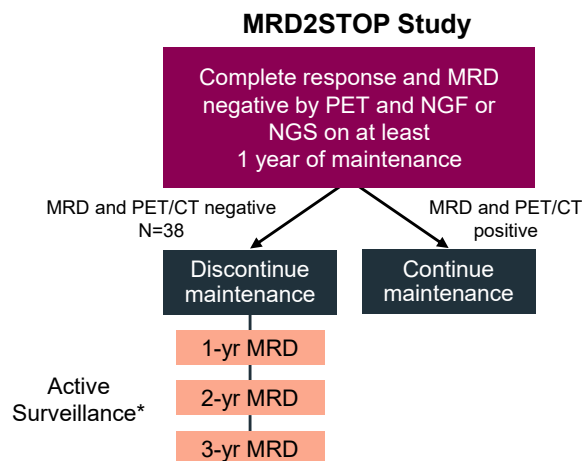 MRD2STOP Study
Complete response and MRD
negative by PET and NGF or
NGS on at least
1 year of maintenance
MRD and PET/CT negative
N=38
MRD and PET/CT
positive
Discontinue
maintenance
Continue
maintenance
1-yr MRD
Active
Surveillance*
2-yr MRD
3-yr MRD